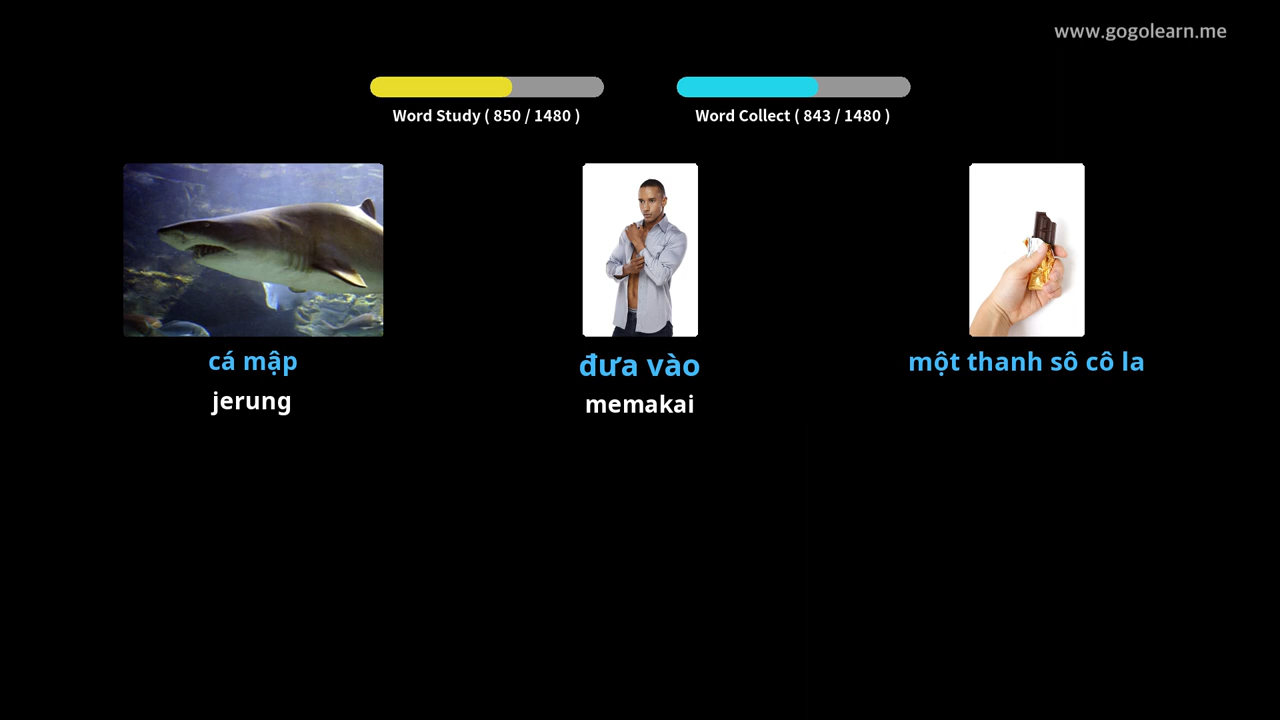 www.gogolearn.me
Word Study ( 850 / 1480 )
Word Collect ( 843 / 1480 )
cá mập
đưa vào
một thanh sô cô la
jerung
memakai